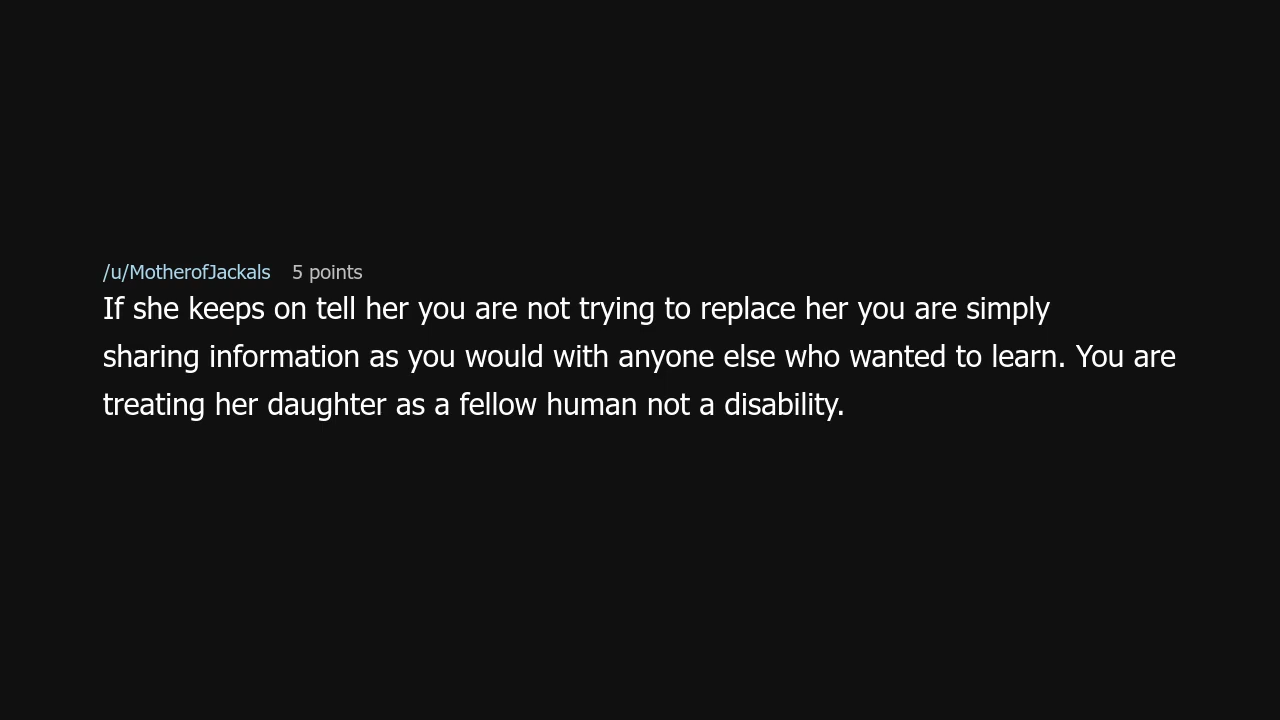 /u/MotherofJackals 5 points
If she keeps on tell her you are not trying to replace her you are simply
sharing information as you would with anyone else who wanted to learn. You are
treating her daughter as a fellow human not a disability.